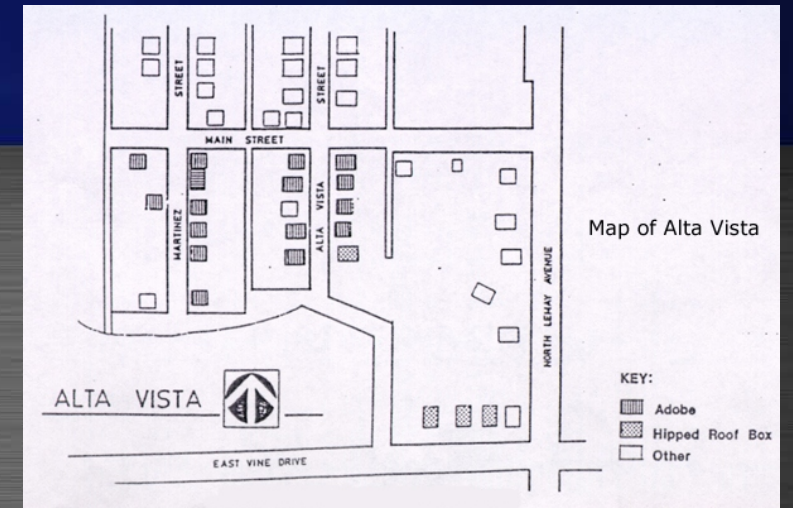 STREET
STREET
MAIN STREET
MARTINEZ
ALTA VISTA
NORTH LEMAY AVENUE
Map of Alta Vista
ALTA VISTA
EAST VINE DRIVE
KEY:
Adobe
Hipped Roof Box
Other